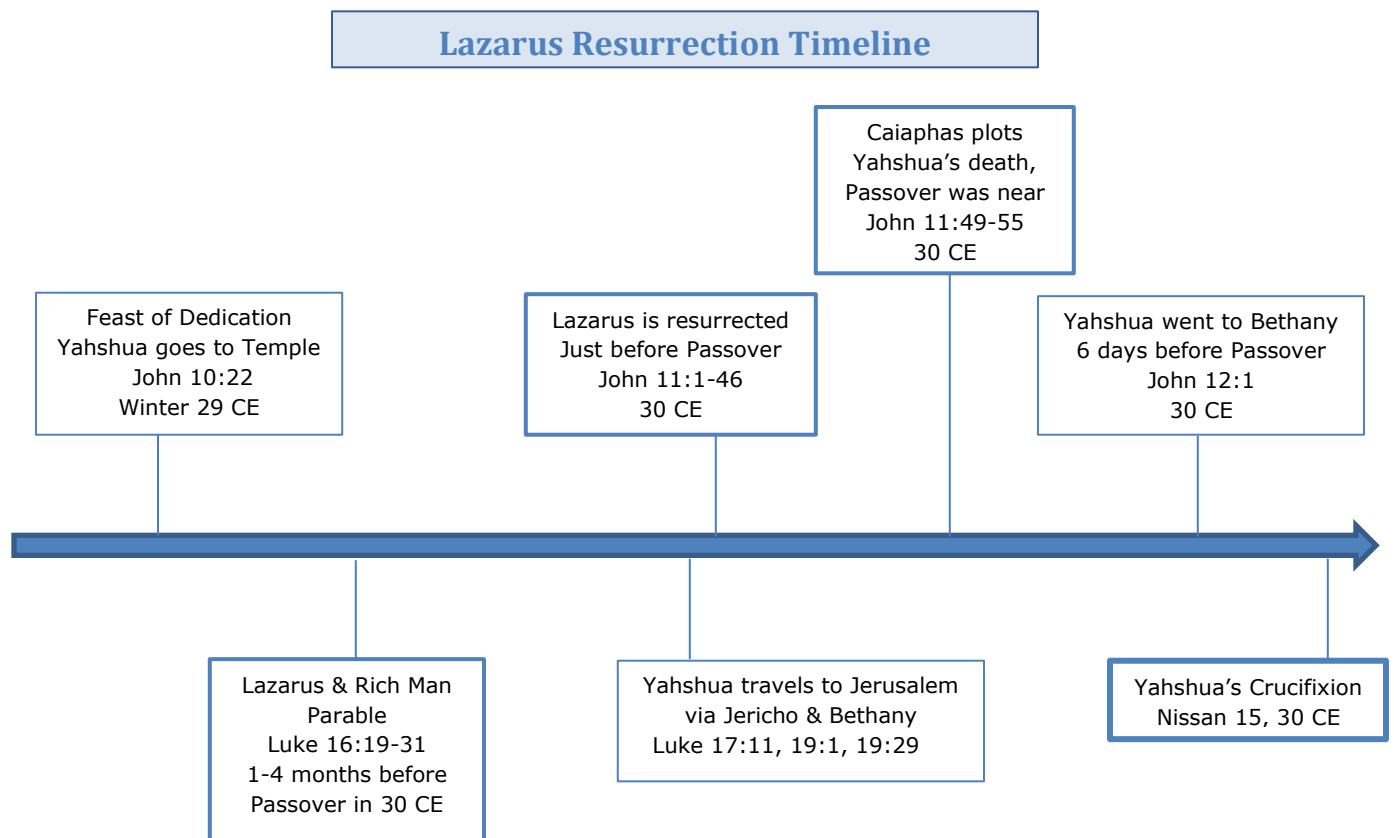 Lazarus Resurrection Timeline
Caiaphas plots
Yahshua’s death,
Passover was near
John 11:49-55
30 CE
Feast of Dedication
Yahshua goes to Temple
John 10:22
Winter 29 CE
Lazarus is resurrected
Just before Passover
John 11:1-46
30 CE
Yahshua went to Bethany
6 days before Passover
John 12:1
30 CE
Lazarus & Rich Man
Parable
Luke 16:19-31
1-4 months before
Passover in 30 CE
Yahshua travels to Jerusalem
via Jericho & Bethany
Luke 17:11, 19:1, 19:29
Yahshua’s Crucifixion
Nissan 15, 30 CE